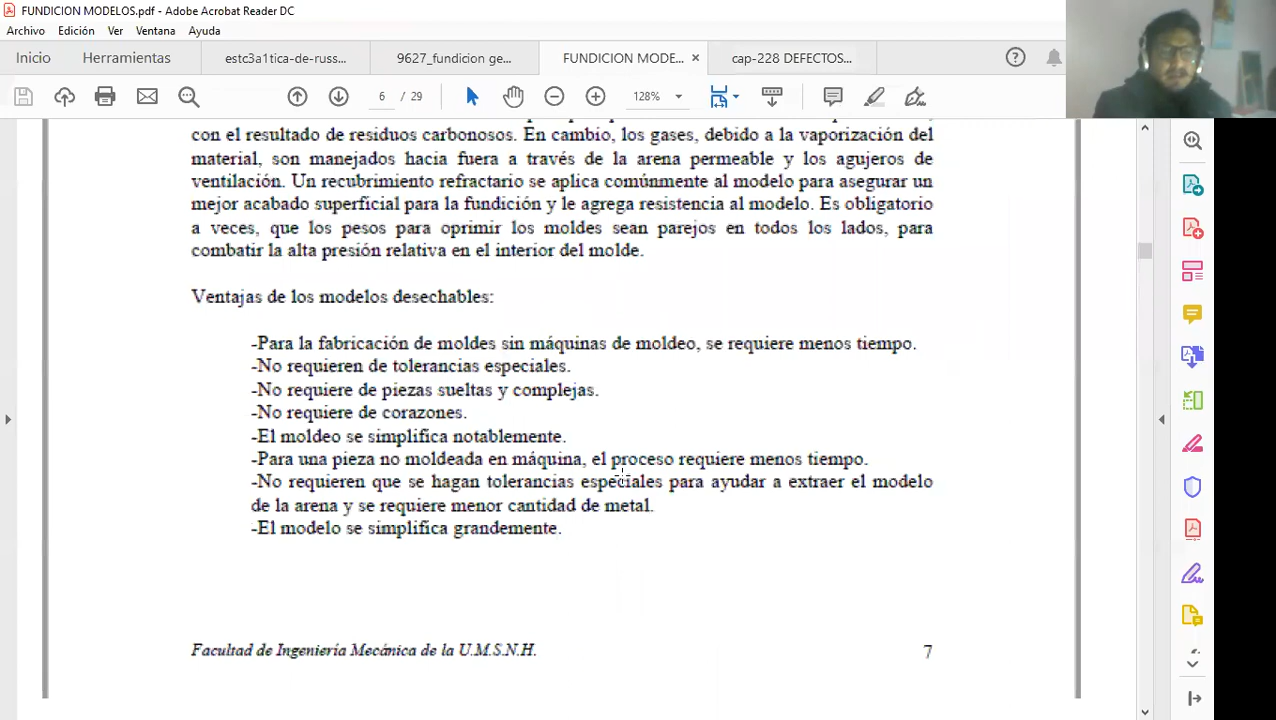 FUNDICION MODELOS.pdf - Adobe Acrobat Reader DC
Archivo Edición Ver Ventana Ayuda
Inicio Herramientas estc3a1tica-de-russ... 9627_fundicion ge... FUNDICION MODE... × cap-228 DEFECTOS...
6 / 29 128%
con el resultado de residuos carbonosos. En cambio, los gases, debido a la vaporización del
material, son manejados hacia fuera a través de la arena permeable y los agujeros de
ventilación. Un recubrimiento refractario se aplica comúnmente al modelo para asegurar un
mejor acabado superficial para la fundición y le agrega resistencia al modelo. Es obligatorio
a veces, que los pesos para oprimir los moldes sean parejos en todos los lados, para
combatir la alta presión relativa en el interior del molde.
Ventajas de los modelos desechables:
-Para la fabricación de moldes sin máquinas de moldeo, se requiere menos tiempo.
-No requieren de tolerancias especiales.
-No requiere de piezas sueltas y complejas.
-No requiere de corazones.
-El moldeo se simplifica notablemente.
-Para una pieza no moldeada en máquina, el proceso requiere menos tiempo.
-No requieren que se hagan tolerancias especiales para ayudar a extraer el modelo
de la arena y se requiere menor cantidad de metal.
-El modelo se simplifica grandemente.
Facultad de Ingeniería Mecánica de la U.M.S.N.H. 7